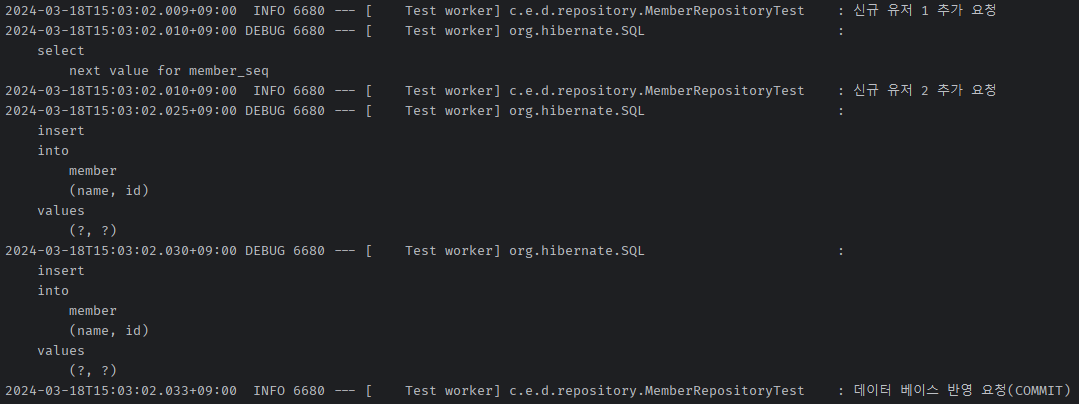 2024-03-18T15:03:02.009+09:00  INFO 6680 --- [    Test worker] c.e.d.repository.MemberRepositoryTest    : 신규 유저 1 추가 요청
2024-03-18T15:03:02.010+09:00 DEBUG 6680 --- [    Test worker] org.hibernate.SQL                        :
    select
        next value for member_seq
2024-03-18T15:03:02.010+09:00  INFO 6680 --- [    Test worker] c.e.d.repository.MemberRepositoryTest    : 신규 유저 2 추가 요청
2024-03-18T15:03:02.025+09:00 DEBUG 6680 --- [    Test worker] org.hibernate.SQL                        :
    insert
    into
        member
        (name, id)
    values
        (?, ?)
2024-03-18T15:03:02.030+09:00 DEBUG 6680 --- [    Test worker] org.hibernate.SQL                        :
    insert
    into
        member
        (name, id)
    values
        (?, ?)
2024-03-18T15:03:02.033+09:00  INFO 6680 --- [    Test worker] c.e.d.repository.MemberRepositoryTest    : 데이터 베이스 반영 요청(COMMIT)